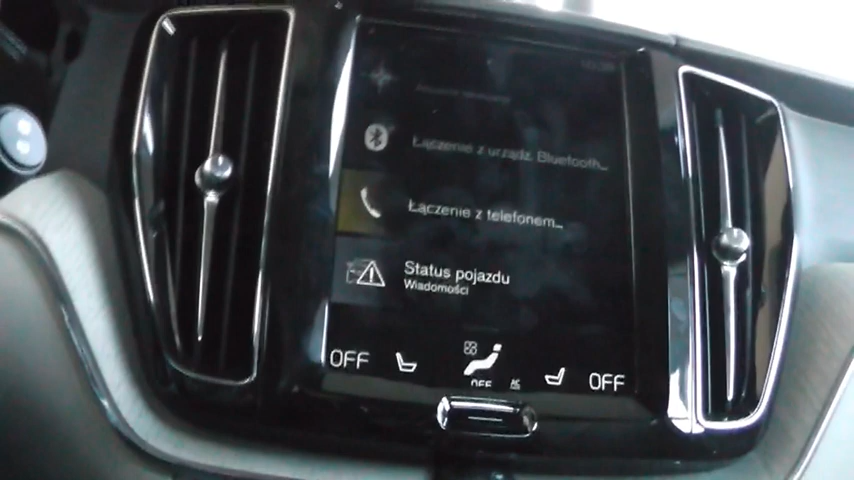 Łączenie z urządz. Bluetooth...
Łączenie z telefonem...
Status pojazdu
Wiadomości
OFF
OFF
OFF